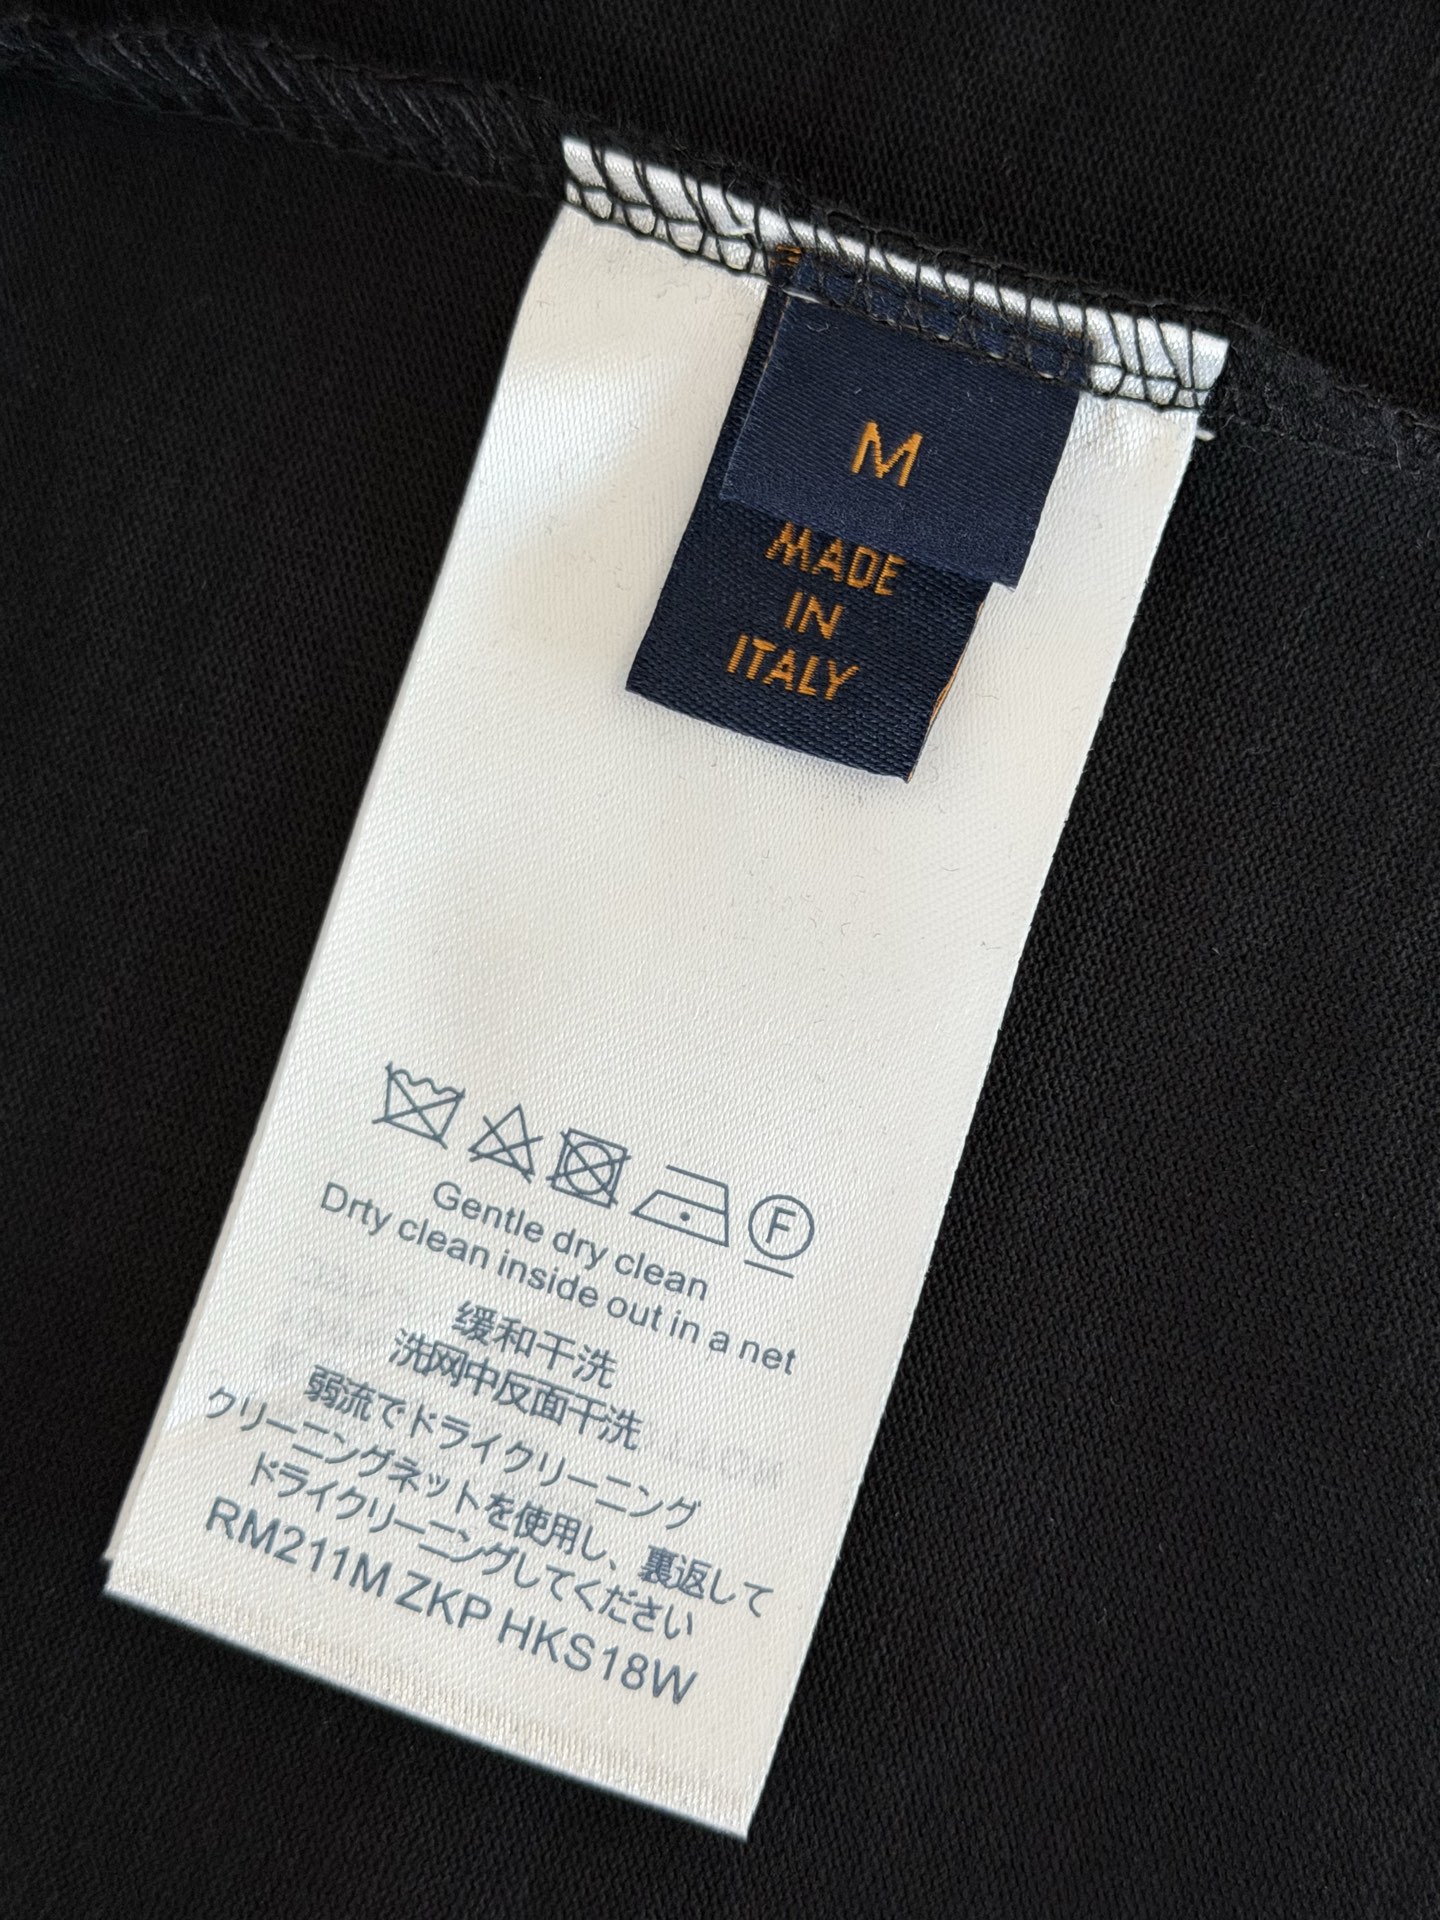 M
MADE
IN
ITALY
F
Gentle dry clean
Drty clean inside out in a net
缓和干洗
洗网中反面干洗
弱流でドライクリーニング
クリーニングネットを使用し、裏返して
ドライクリーニングしてください
RM211M ZKP HKS18W